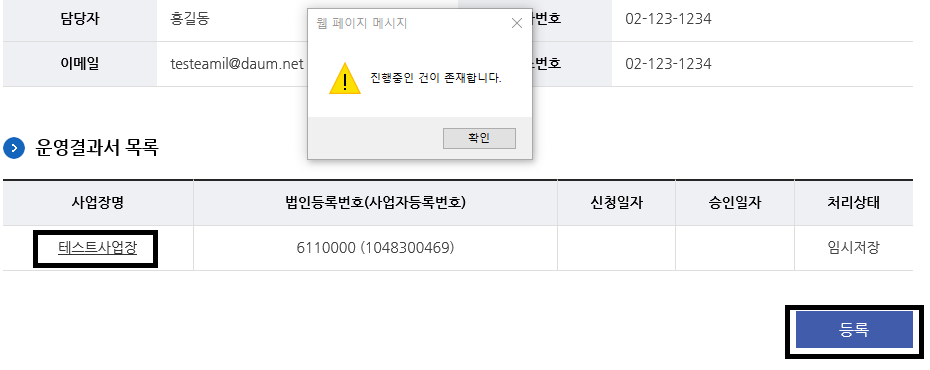 담당자 홍길동 번호 02-123-1234
웹 페이지 메시지
이메일 testeamil@daum.net 번호 02-123-1234
진행중인 건이 존재합니다.
확인
운영결과서 목록
사업장명 법인등록번호(사업자등록번호) 신청일자 승인일자 처리상태
테스트사업장 6110000 (1048300469) 임시저장
등록